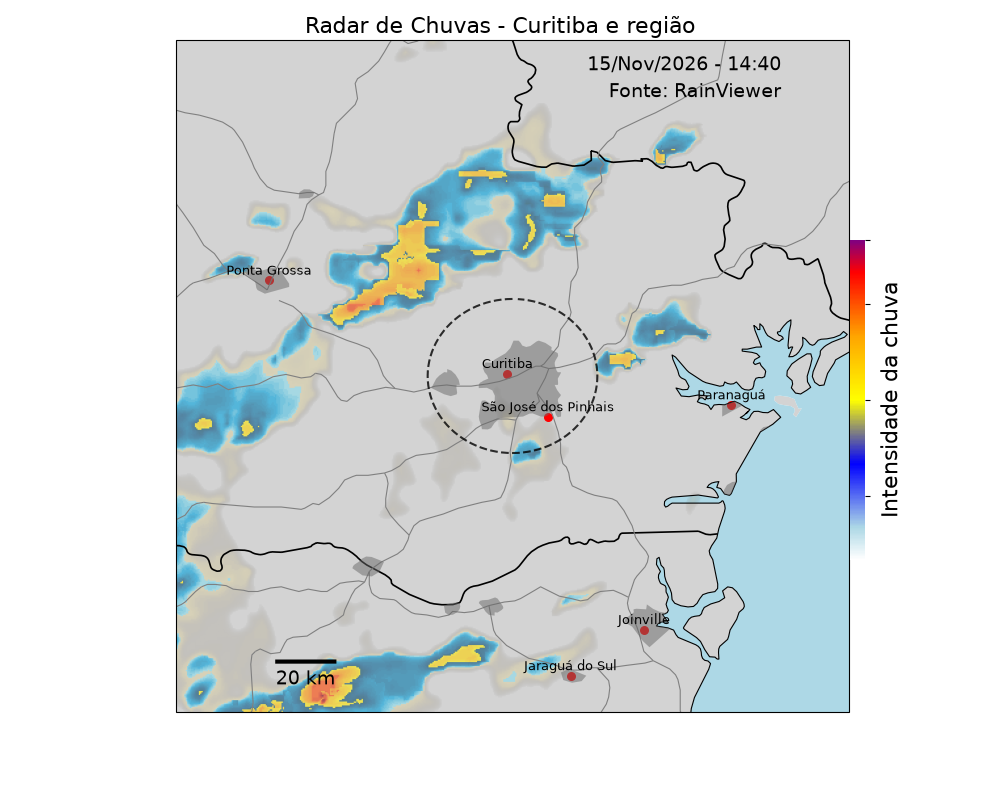 Radar de Chuvas - Curitiba e região
15/Nov/2026 - 14:40
Fonte: RainViewer
Ponta Grossa
Curitiba
São José dos Pinhais
Paranaguá
Intensidade da chuva
Joinville
Jaraguá do Sul
20 km